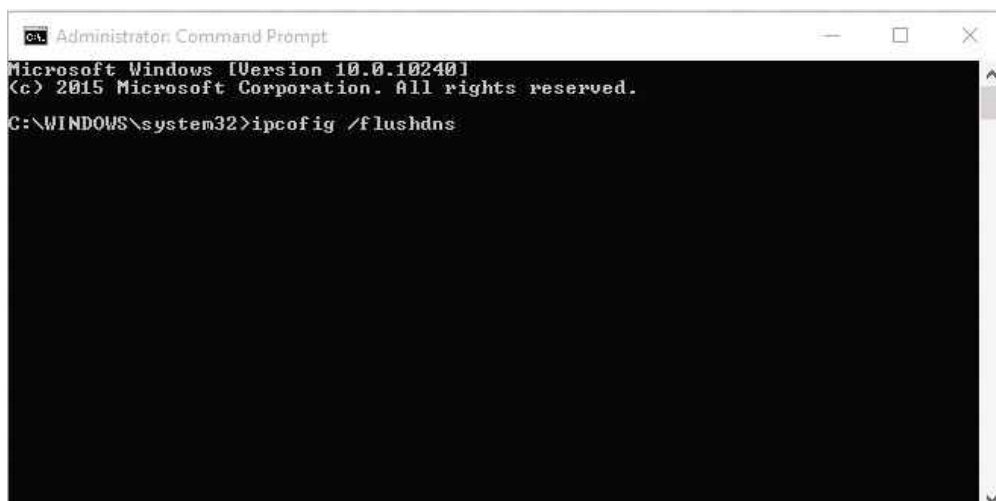 Administrator: Command Prompt
Microsoft Windows [Version 10.0.10240]
(c) 2015 Microsoft Corporation. All rights reserved.
C:\WINDOWS\system32>ipcofig /flushdns